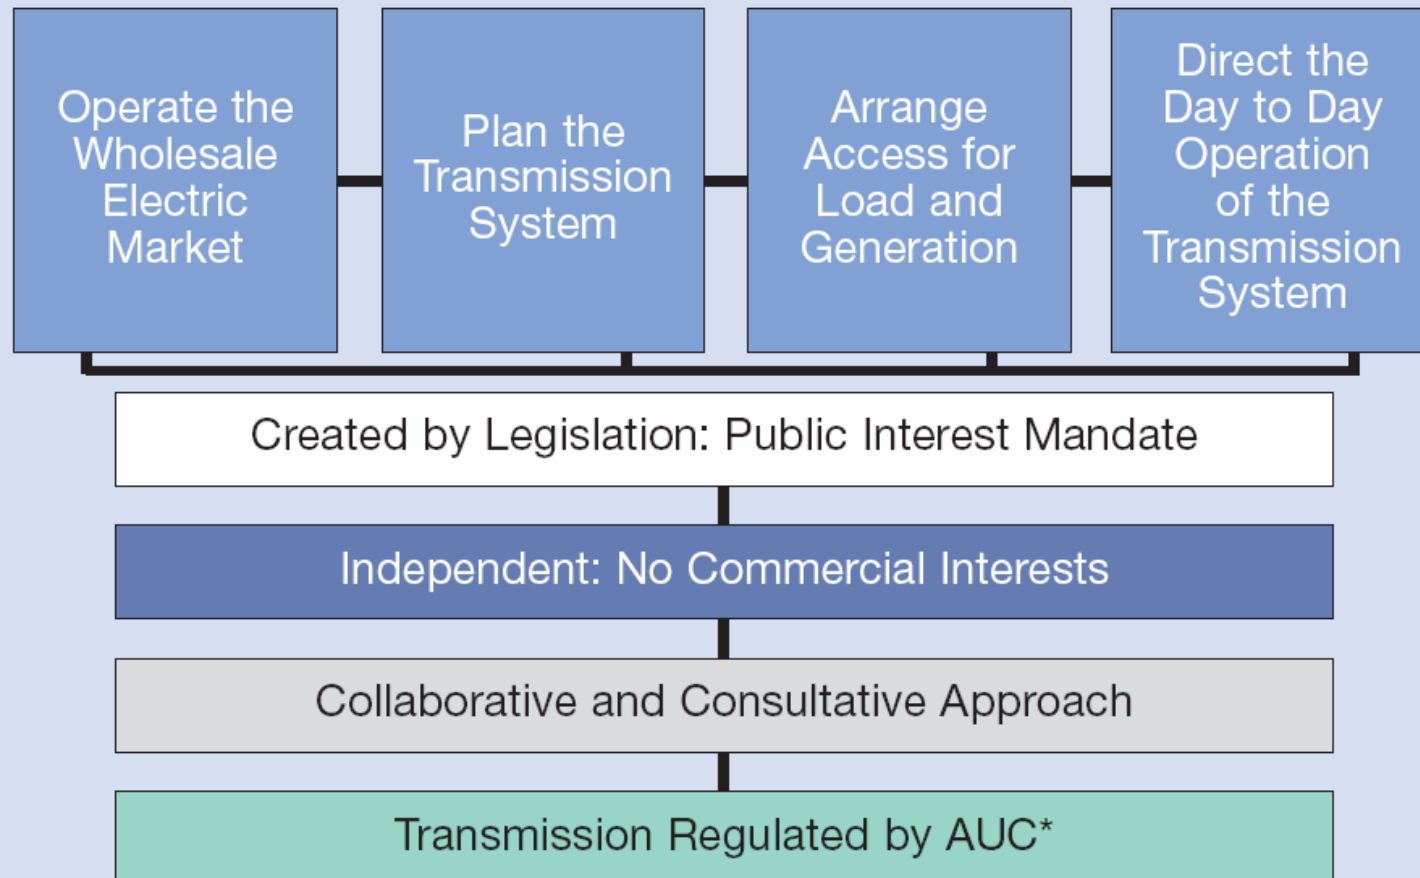 Operate the
Wholesale
Electric
Market
Plan the
Transmission
System
Arrange
Access for
Load and
Generation
Direct the
Day to Day
Operation
of the
Transmission
System
Created by Legislation: Public Interest Mandate
Independent: No Commercial Interests
Collaborative and Consultative Approach
Transmission Regulated by AUC*